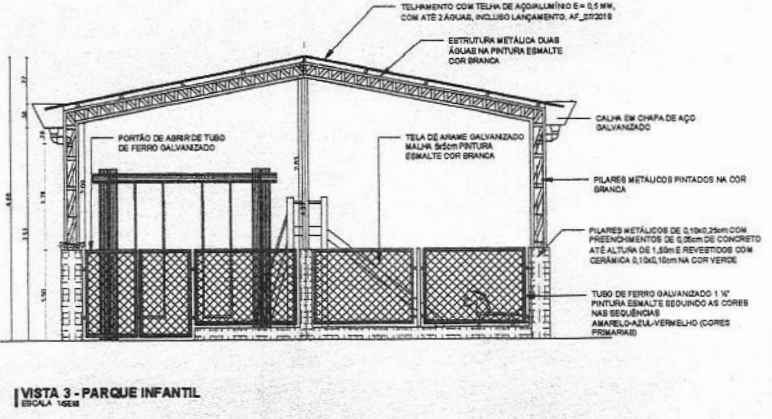 TELHAMENTO COM TELHA DE AÇO/ALUMÍNIO E = 0,5 MM,
COM ATÉ 2 ÁGUAS, INCLUSO IÇAMENTO. AF_07/2019
ESTRUTURA METÁLICA DUAS
ÁGUAS NA PINTURA ESMALTE
COR BRANCA
CALHA EM CHAPA DE AÇO
GALVANIZADO
PORTÃO DE ABRIR DE TUBO
DE FERRO GALVANIZADO
TELA DE ARAME GALVANIZADO
MALHA 5x5cm PINTURA
ESMALTE COR BRANCA
PILARES METÁLICOS PINTADOS NA COR
BRANCA
PILARES METÁLICOS DE 0,10x0,25cm COM
PREENCHIMENTOS DE 0,05cm DE CONCRETO
ATÉ ALTURA DE 1,50m E REVESTIDOS COM
CERÂMICA 0,10x0,10cm NA COR VERDE
TUBO DE FERRO GALVANIZADO 1 ½"
PINTURA ESMALTE SEGUINDO AS CORES
NAS SEQUÊNCIAS
AMARELO-AZUL-VERMELHO (CORES
PRIMARIAS)
VISTA 3 - PARQUE INFANTIL
ESCALA